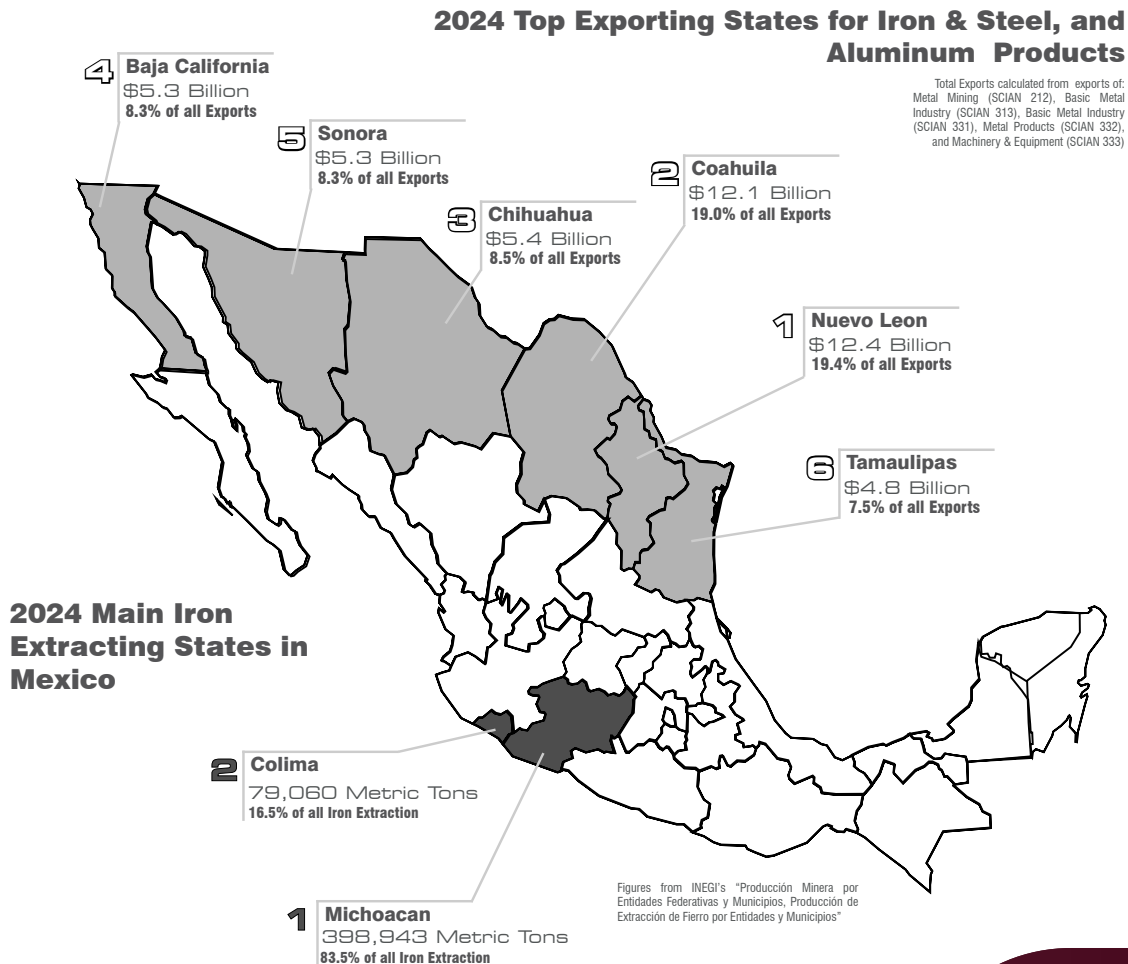 2024 Top Exporting States for Iron & Steel, and
Aluminum Products
Total Exports calculated from exports of:
Metal Mining (SCIAN 212), Basic Metal
Industry (SCIAN 313), Basic Metal Industry
(SCIAN 331), Metal Products (SCIAN 332),
and Machinery & Equipment (SCIAN 333)
4 Baja California
$5.3 Billion
8.3% of all Exports
5 Sonora
$5.3 Billion
8.3% of all Exports
2 Coahuila
$12.1 Billion
19.0% of all Exports
3 Chihuahua
$5.4 Billion
8.5% of all Exports
1 Nuevo Leon
$12.4 Billion
19.4% of all Exports
6 Tamaulipas
$4.8 Billion
7.5% of all Exports
2024 Main Iron
Extracting States in
Mexico
2 Colima
79,060 Metric Tons
16.5% of all Iron Extraction
1 Michoacan
398,943 Metric Tons
83.5% of all Iron Extraction
Figures from INEGI's “Producción Minera por
Entidades Federativas y Municipios, Producción de
Extracción de Fierro por Entidades y Municipios”